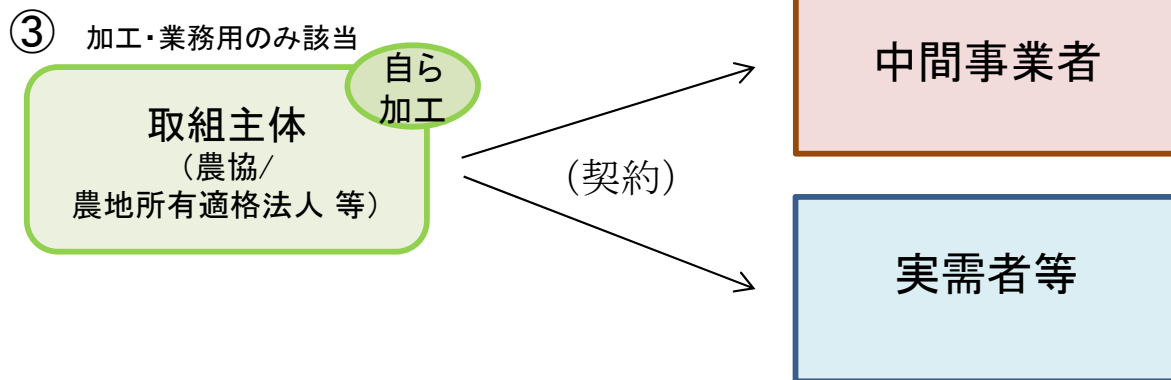 ③ 加工・業務用のみ該当
自ら
加工
取組主体
（農協/
農地所有適格法人 等）
（契約）
中間事業者
実需者等